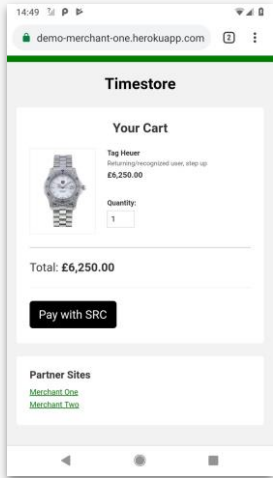 14:49
demo-merchant-one.herokuapp.com
2
Timestore
Your Cart
Tag Heuer
Returning/recognized user, step up
£6,250.00
Quantity:
1
Total: £6,250.00
Pay with SRC
Partner Sites
Merchant One
Merchant Two